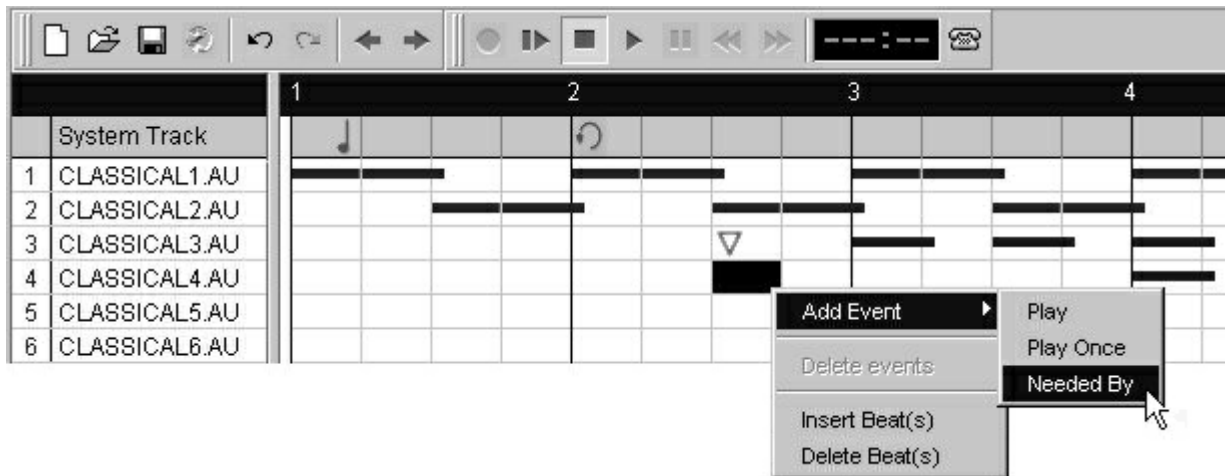 ---:--
1 2 3 4
System Track
1 CLASSICAL1.AU
2 CLASSICAL2.AU
3 CLASSICAL3.AU
4 CLASSICAL4.AU
5 CLASSICAL5.AU
6 CLASSICAL6.AU
Add Event
Delete events
Insert Beat(s)
Delete Beat(s)
Play
Play Once
Needed By